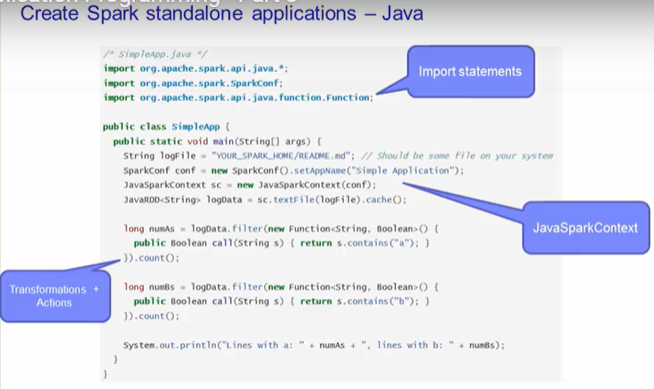 Create Spark standalone applications – Java
/* SimpleApp.java */
import org.apache.spark.api.java.*;
import org.apache.spark.SparkConf;
import org.apache.spark.api.java.function.Function;
Import statements
public class SimpleApp {
public static void main(String[] args) {
String logFile = "YOUR_SPARK_HOME/README.md"; // Should be some file on your system
SparkConf conf = new SparkConf().setAppName("Simple Application");
JavaSparkContext sc = new JavaSparkContext(conf);
JavaRDD<String> logData = sc.textFile(logFile).cache();
JavaSparkContext
long numAs = logData.filter(new Function<String, Boolean>() {
public Boolean call(String s) { return s.contains("a"); }
}).count();
Transformations +
Actions
long numBs = logData.filter(new Function<String, Boolean>() {
public Boolean call(String s) { return s.contains("b"); }
}).count();
System.out.println("Lines with a: " + numAs + ", lines with b: " + numBs);
}
}